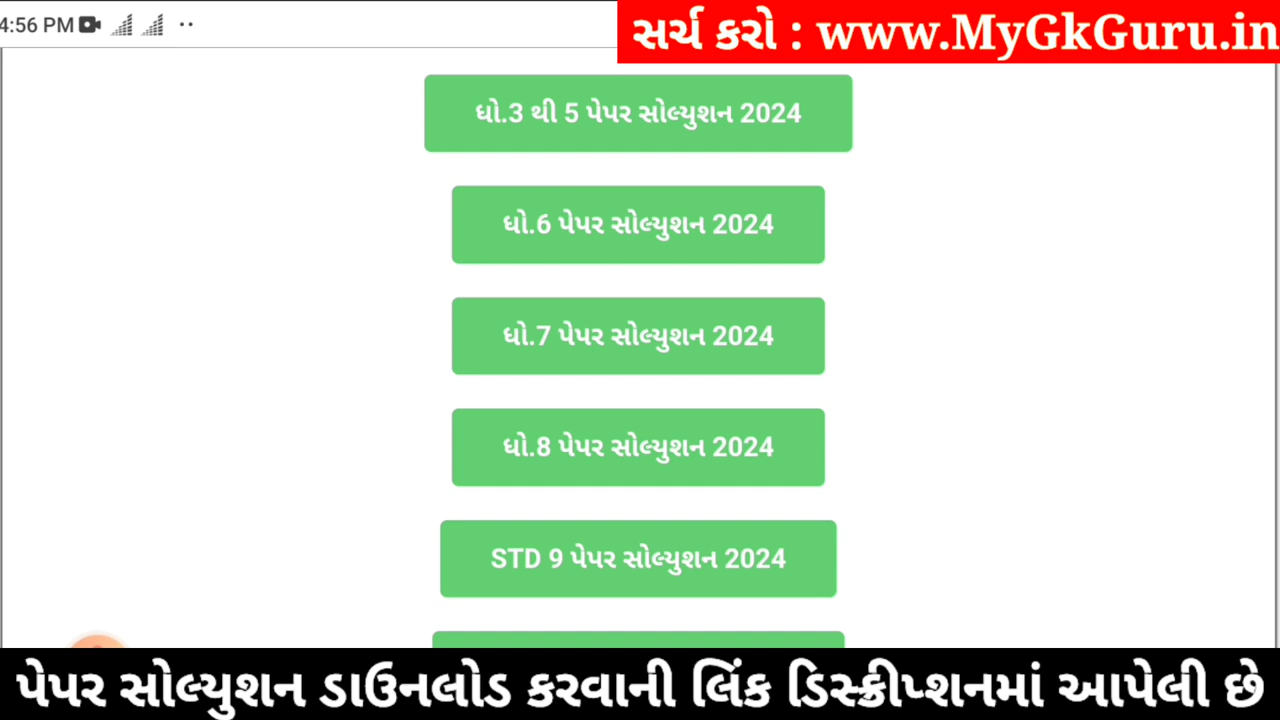 4:56 PM
સર્ચ કરો : www.MyGkGuru.in
ધો.3 થી 5 પેપર સોલ્યુશન 2024
ધો.6 પેપર સોલ્યુશન 2024
ધો.7 પેપર સોલ્યુશન 2024
ધો.8 પેપર સોલ્યુશન 2024
STD 9 પેપર સોલ્યુશન 2024
પેપર સોલ્યુશન ડાઉનલોડ કરવાની લિંક ડિસ્ક્રીપ્શનમાં આપેલી છે